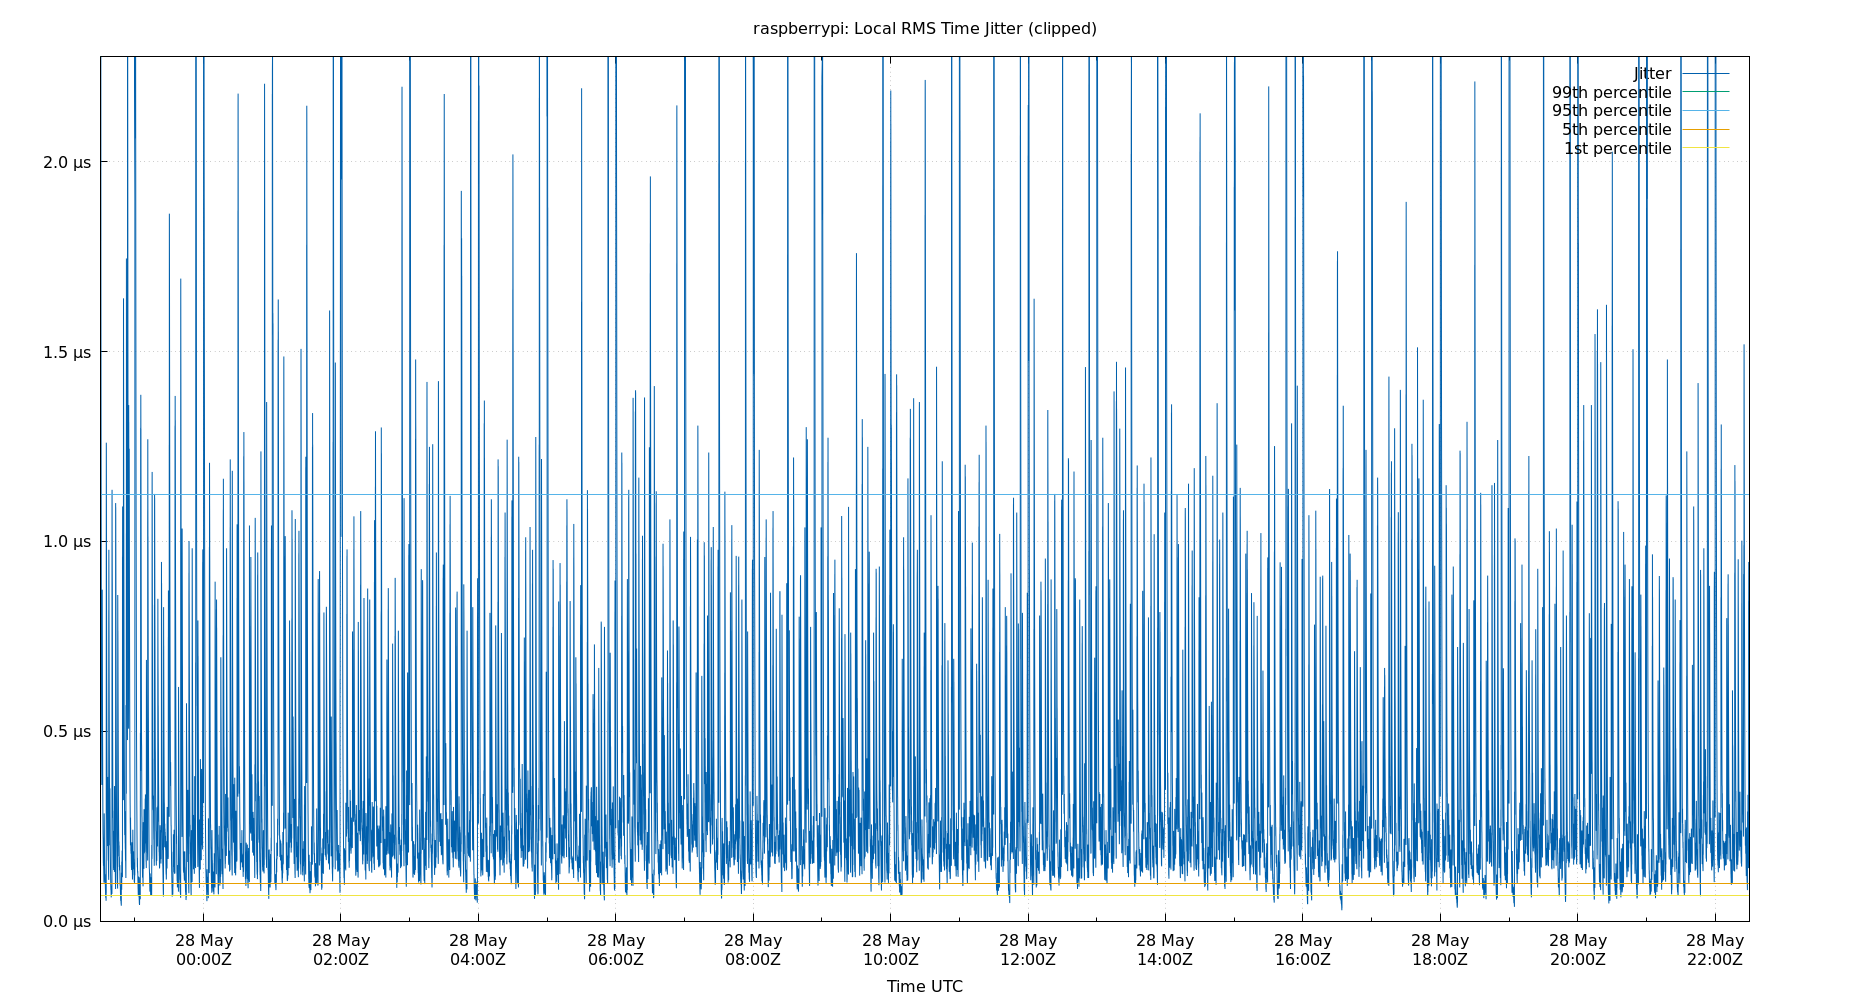 raspberrypi: Local RMS Time Jitter (clipped)
Jitter
99th percentile
95th percentile
5th percentile
1st percentile
2.0 µs
1.5 µs
1.0 µs
0.5 µs
0.0 µs
28 May 28 May 28 May 28 May 28 May 28 May 28 May 28 May 28 May 28 May 28 May 28 May
00:00Z 02:00Z 04:00Z 06:00Z 08:00Z 10:00Z 12:00Z 14:00Z 16:00Z 18:00Z 20:00Z 22:00Z
Time UTC